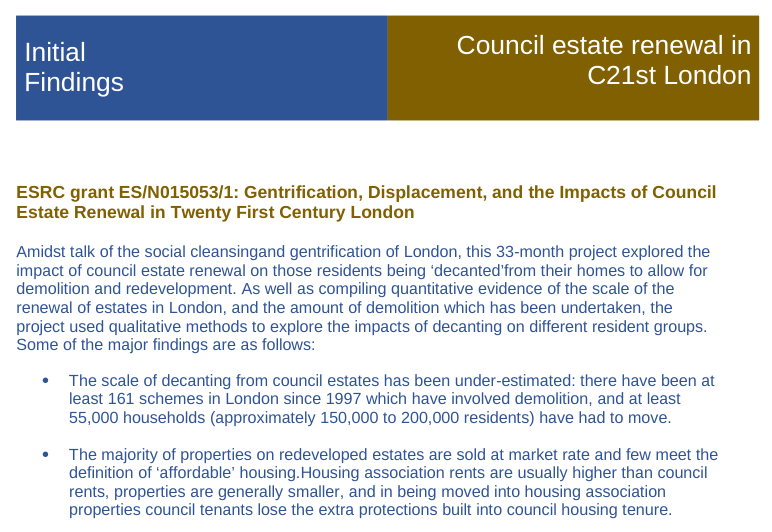 Initial
Findings
Council estate renewal in
C21st London
ESRC grant ES/N015053/1: Gentrification, Displacement, and the Impacts of Council
Estate Renewal in Twenty First Century London
Amidst talk of the social cleansingand gentrification of London, this 33-month project explored the
impact of council estate renewal on those residents being ‘decanted’from their homes to allow for
demolition and redevelopment. As well as compiling quantitative evidence of the scale of the
renewal of estates in London, and the amount of demolition which has been undertaken, the
project used qualitative methods to explore the impacts of decanting on different resident groups.
Some of the major findings are as follows:
• The scale of decanting from council estates has been under-estimated: there have been at
least 161 schemes in London since 1997 which have involved demolition, and at least
55,000 households (approximately 150,000 to 200,000 residents) have had to move.
• The majority of properties on redeveloped estates are sold at market rate and few meet the
definition of ‘affordable’ housing.Housing association rents are usually higher than council
rents, properties are generally smaller, and in being moved into housing association
properties council tenants lose the extra protections built into council housing tenure.